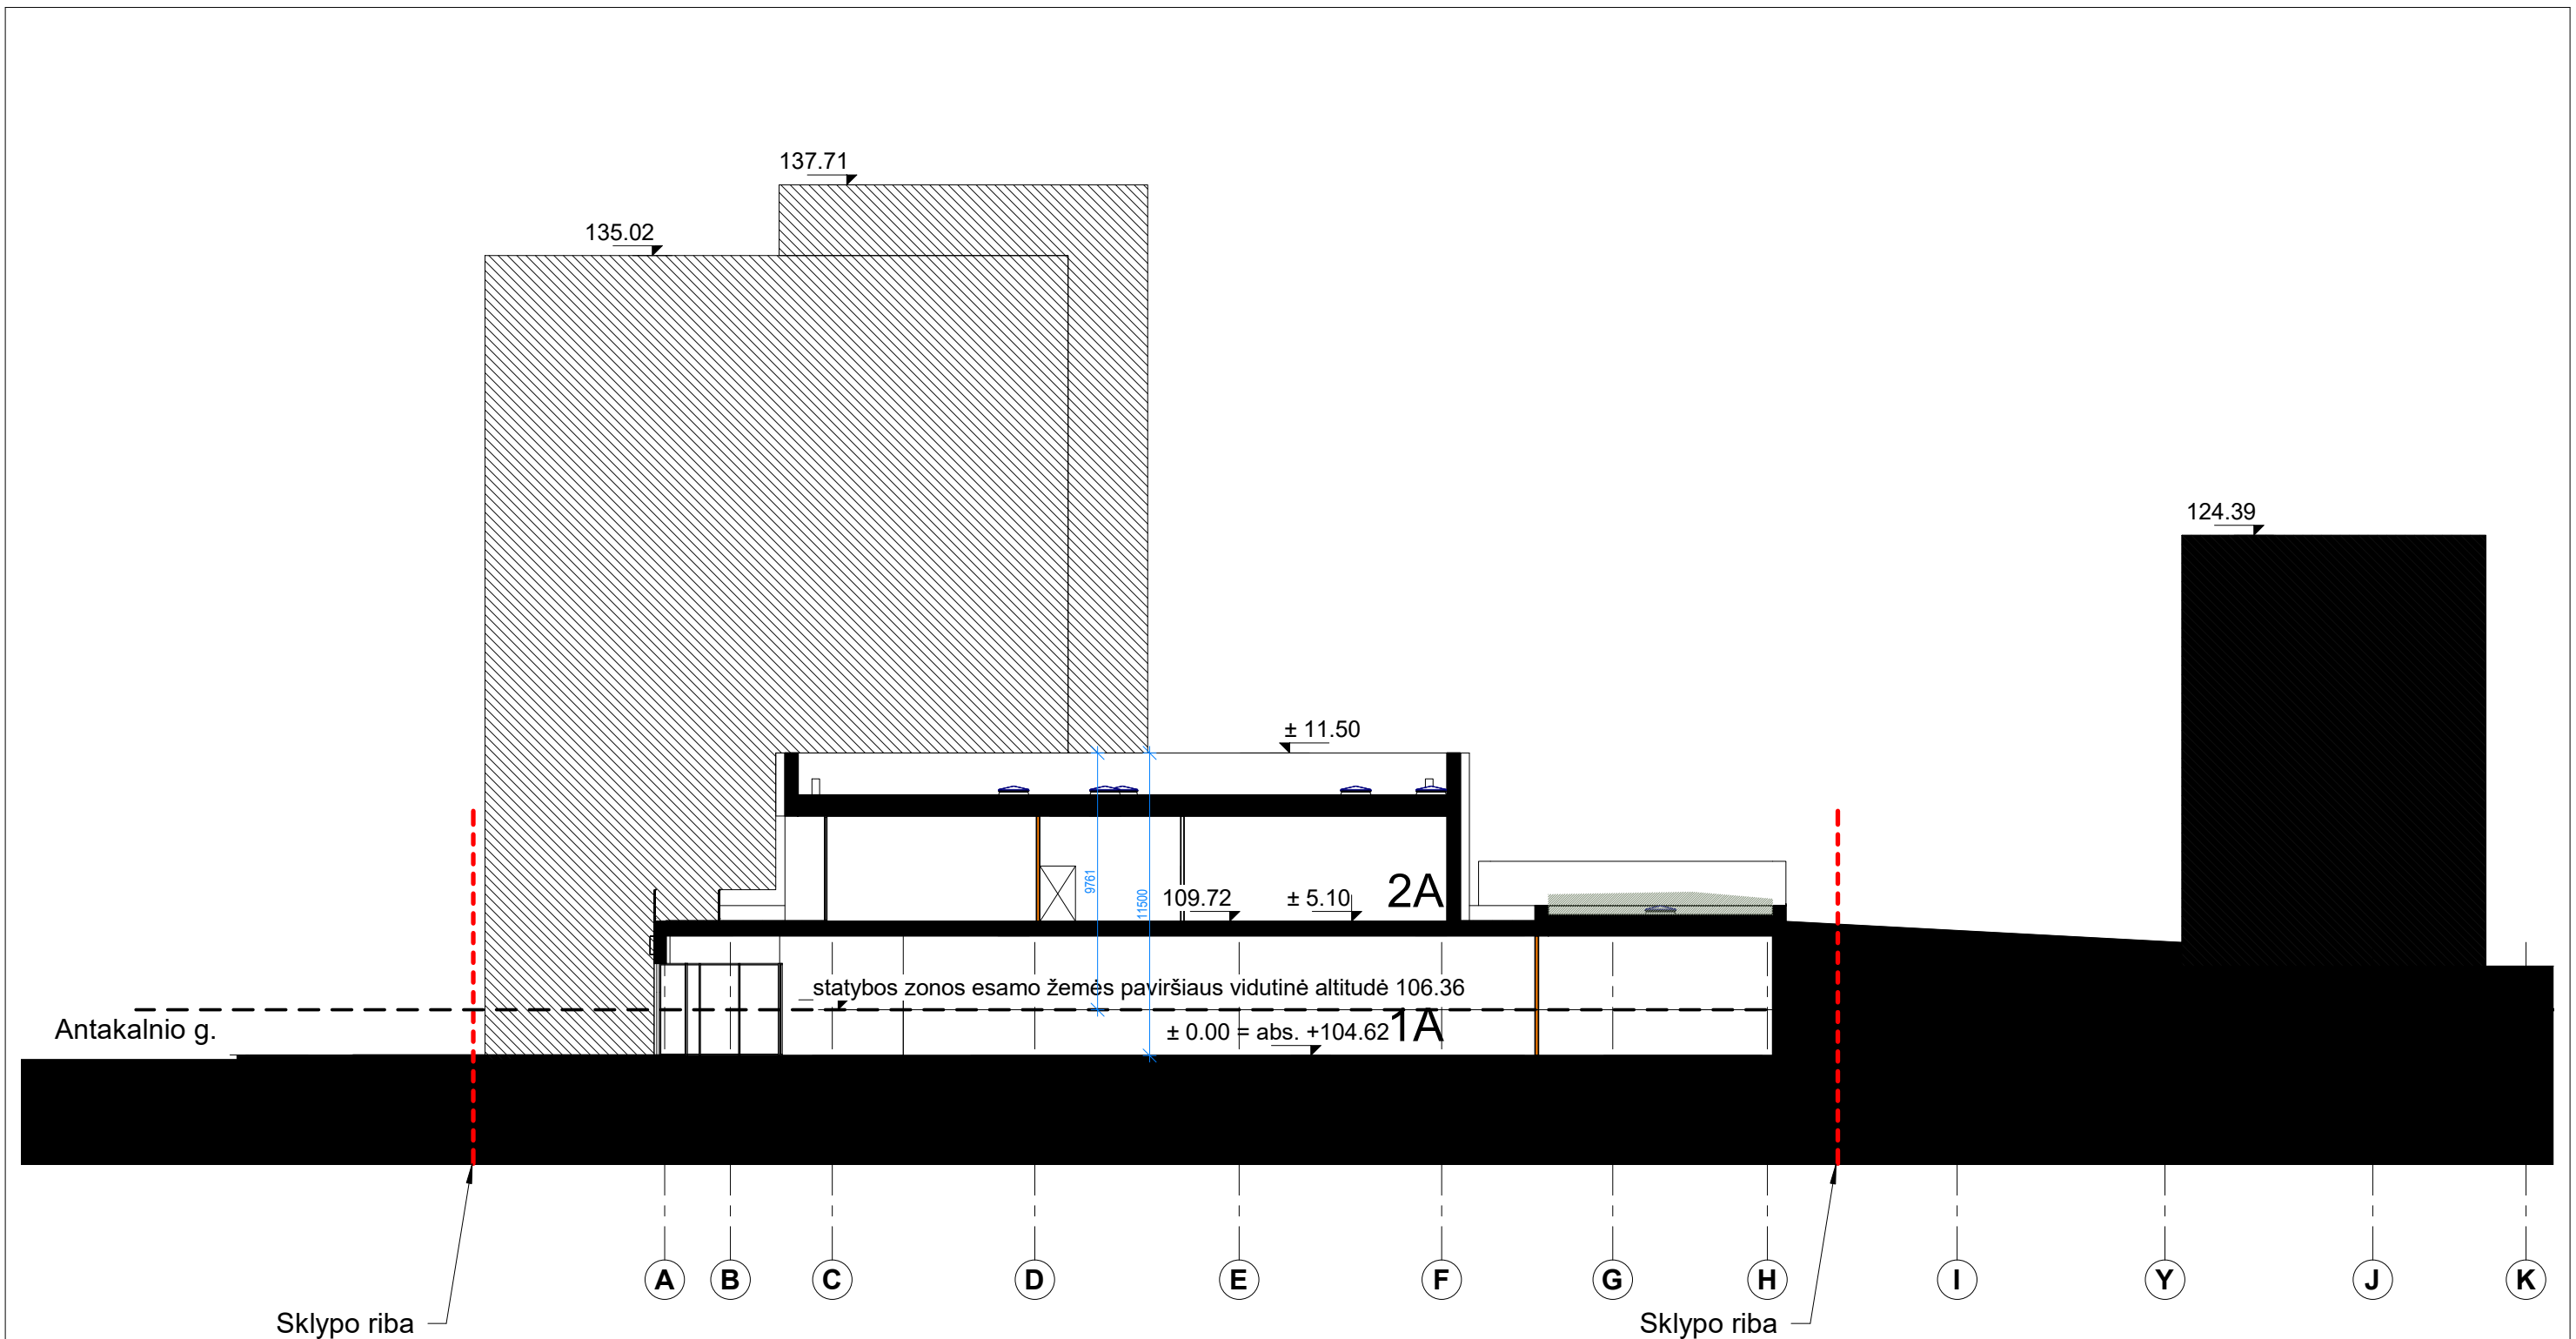 137.71
135.02
124.39
± 11.50
9761
11500
109.72
± 5.10
2A
statybos zonos esamo žemės paviršiaus vidutinė altitudė 106.36
Antakalnio g.
± 0.00 = abs. +104.62
1A
A B C D E F G H I Y J K
Sklypo riba
Sklypo riba